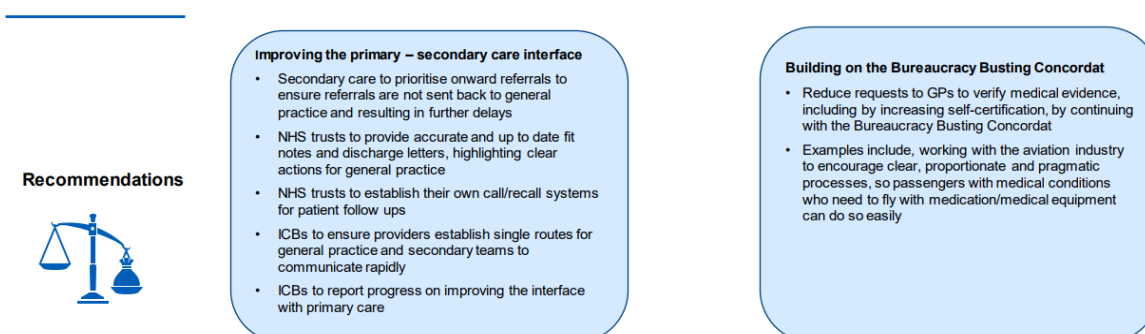 Recommendations
Improving the primary – secondary care interface
• Secondary care to prioritise onward referrals to
ensure referrals are not sent back to general
practice and resulting in further delays
• NHS trusts to provide accurate and up to date fit
notes and discharge letters, highlighting clear
actions for general practice
• NHS trusts to establish their own call/recall systems
for patient follow ups
• ICBs to ensure providers establish single routes for
general practice and secondary teams to
communicate rapidly
• ICBs to report progress on improving the interface
with primary care
Building on the Bureaucracy Busting Concordat
• Reduce requests to GPs to verify medical evidence,
including by increasing self-certification, by continuing
with the Bureaucracy Busting Concordat
• Examples include, working with the aviation industry
to encourage clear, proportionate and pragmatic
processes, so passengers with medical conditions
who need to fly with medication/medical equipment
can do so easily